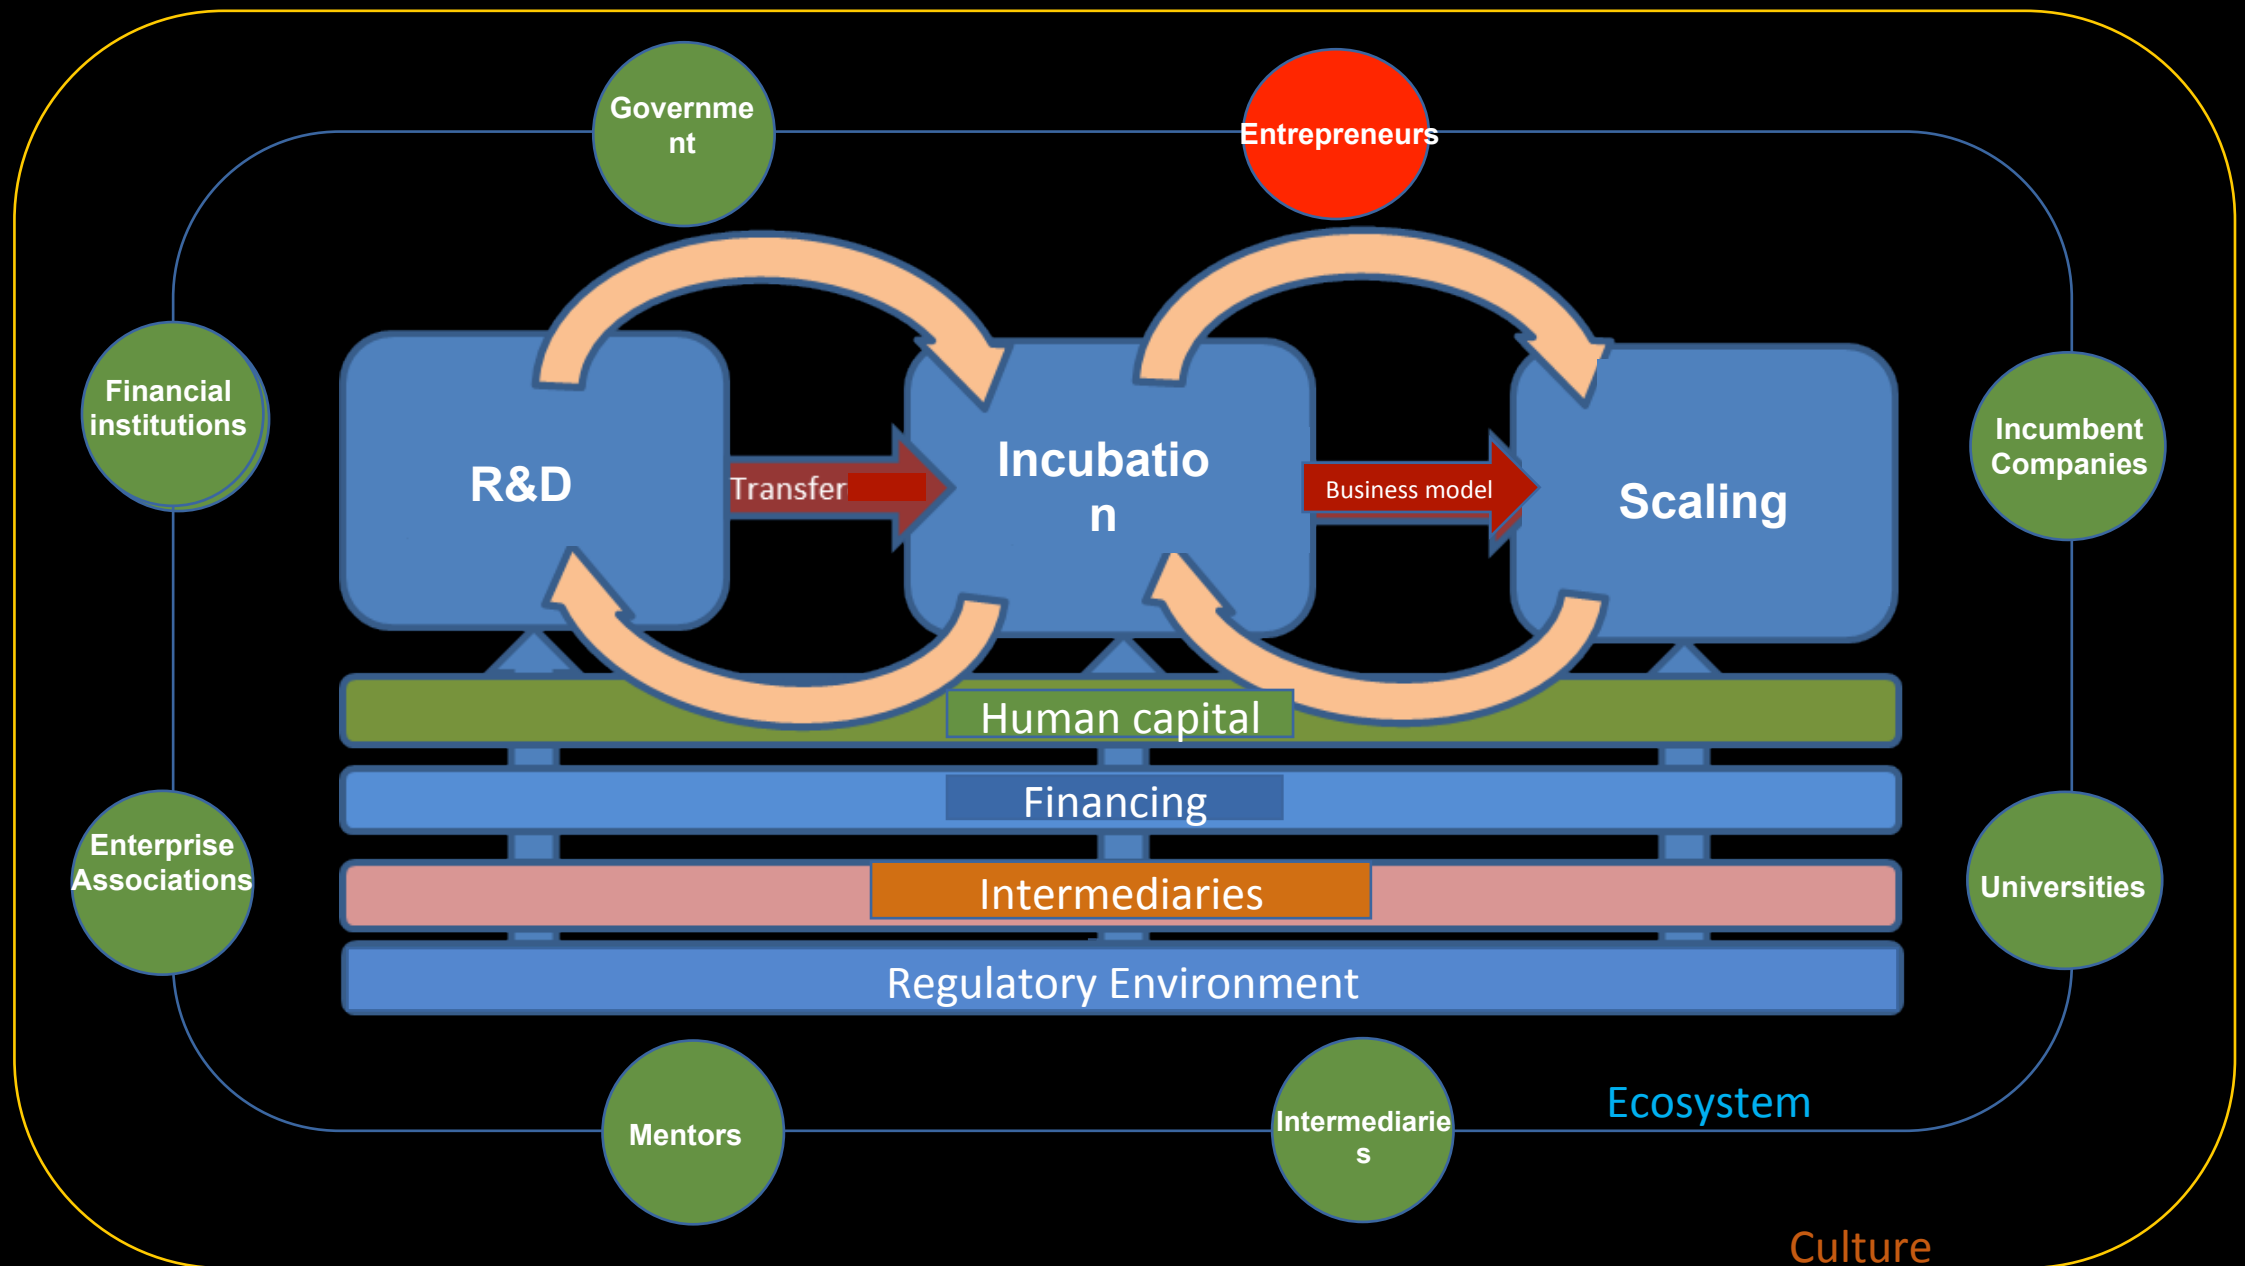 Governme
nt
Entrepreneurs
Financial
institutions
Incumbent
Companies
R&D
Transfer
Incubatio
n
Business model
Scaling
Human capital
Financing
Intermediaries
Regulatory Environment
Enterprise
Associations
Universities
Mentors
Intermediarie
s
Ecosystem
Culture